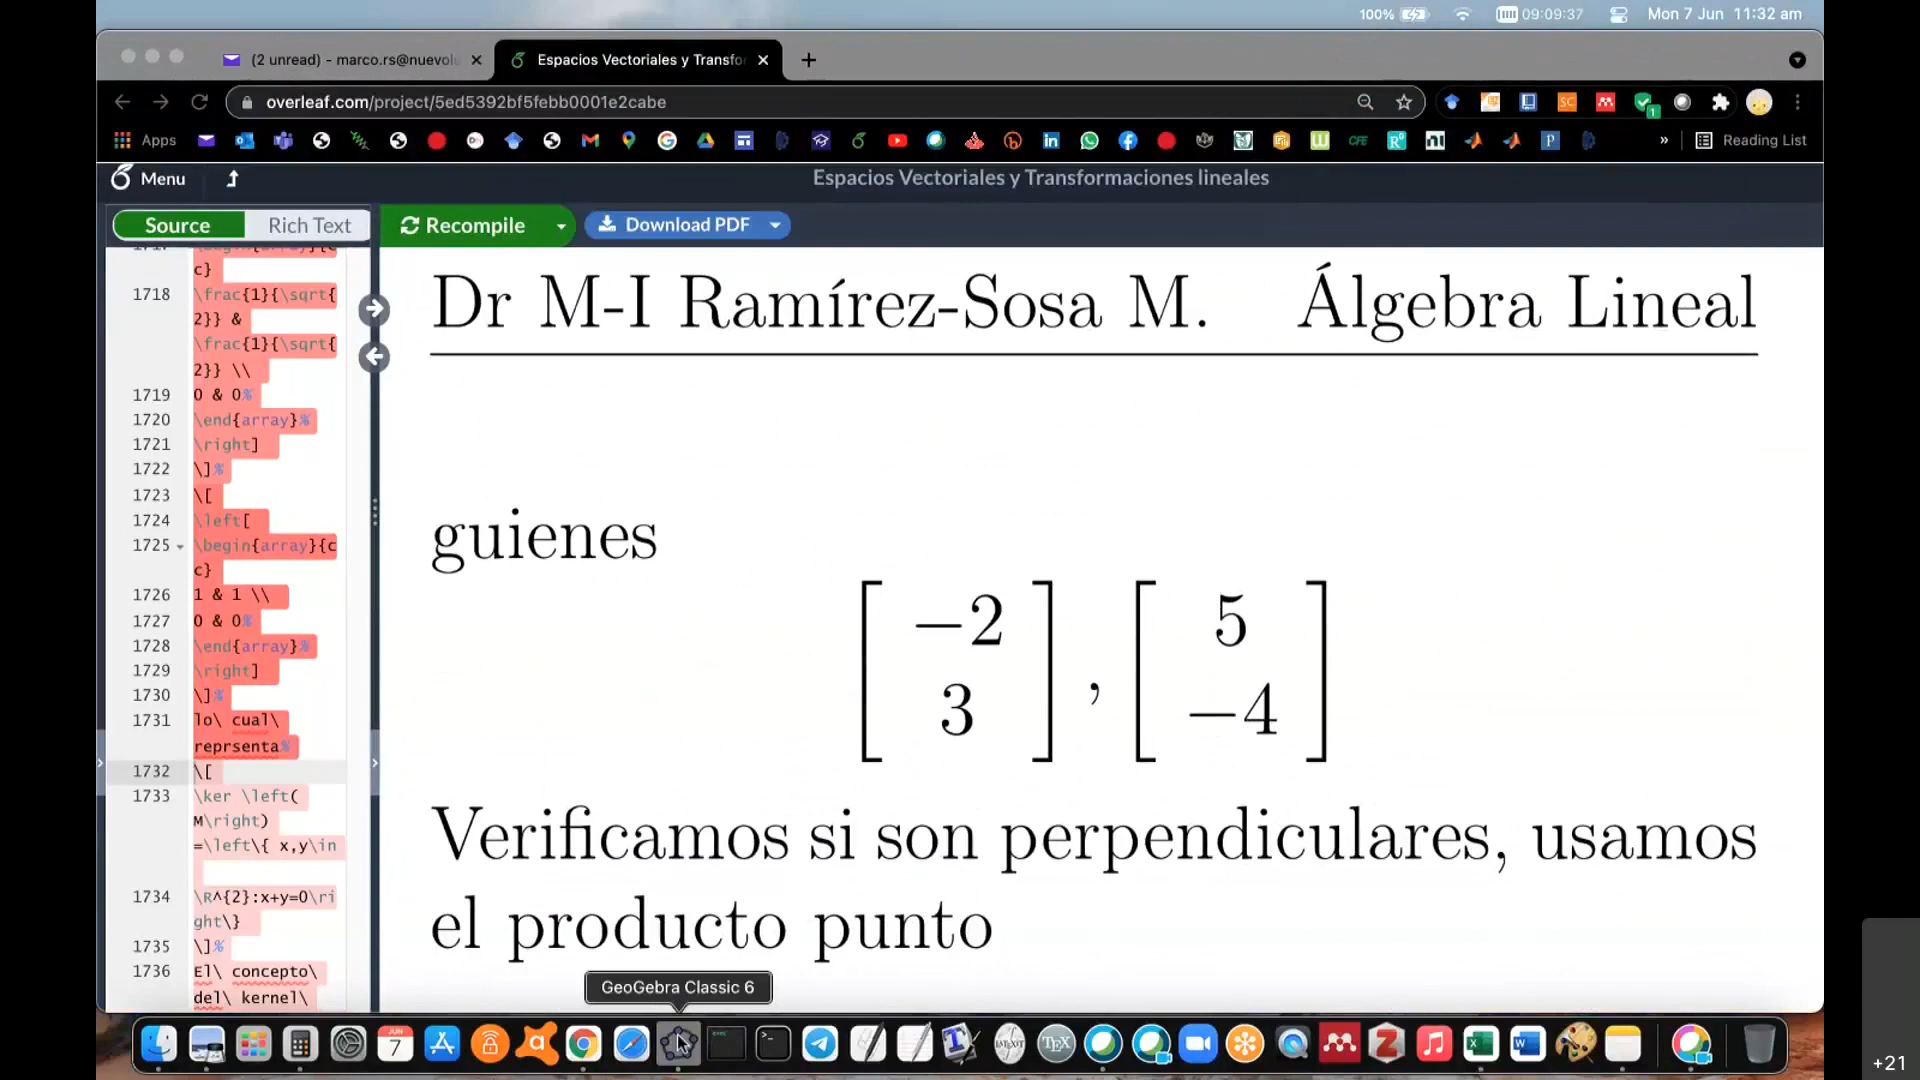 100% 09:09:37 Mon 7 Jun 11:32 am
(2 unread) - marco.rs@nuevol
Espacios Vectoriales y Transfo
overleaf.com/project/5ed5392bf5febb0001e2cabe
Apps
» Reading List
Menu
Espacios Vectoriales y Transformaciones lineales
Source Rich Text Recompile Download PDF
c}
1718 \frac{1}{\sqrt{
2}} &
\frac{1}{\sqrt{
2}} \\
1719 0 & 0%
1720 \end{array}%
1721 \right]
1722 \]%
1723 \[
1724 \left[
1725 \begin{array}{c
c}
1726 1 & 1 \\
1727 0 & 0%
1728 \end{array}%
1729 \right]
1730 \]%
1731 lo\ cual\
reprsenta%
1732 \[
1733 \ker \left(
M\right)
=\left\{ x,y\in
1734 \R^{2}:x+y=0\ri
ght\}
1735 \]%
1736 El\ concepto\
del\ kernel\
Dr M-I Ramírez-Sosa M. Álgebra Lineal
guienes
[ −2 ] , [ 5 ]
[ 3 ] [ −4 ]
Verificamos si son perpendiculares, usamos
el producto punto
GeoGebra Classic 6
JUN
7
+21